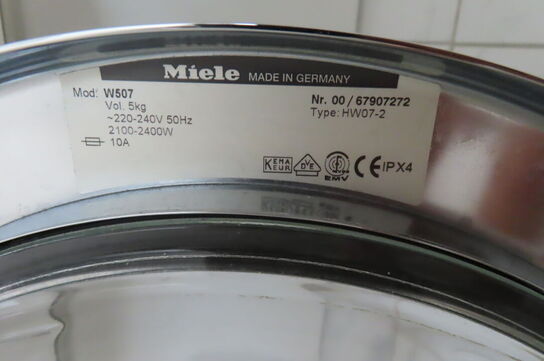 Miele MADE IN GERMANY
Mod: W507 Nr. 00 / 67907272
Vol. 5kg Type: HW07-2
~220-240V 50Hz
2100-2400W
10A
KEMA KEUR VDE EMV CE IPX4